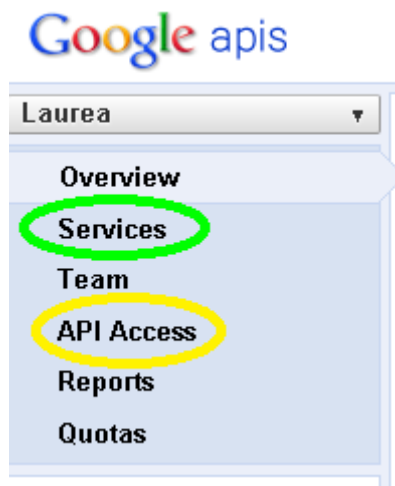 Google apis
Laurea
Overview
Services
Team
API Access
Reports
Quotas